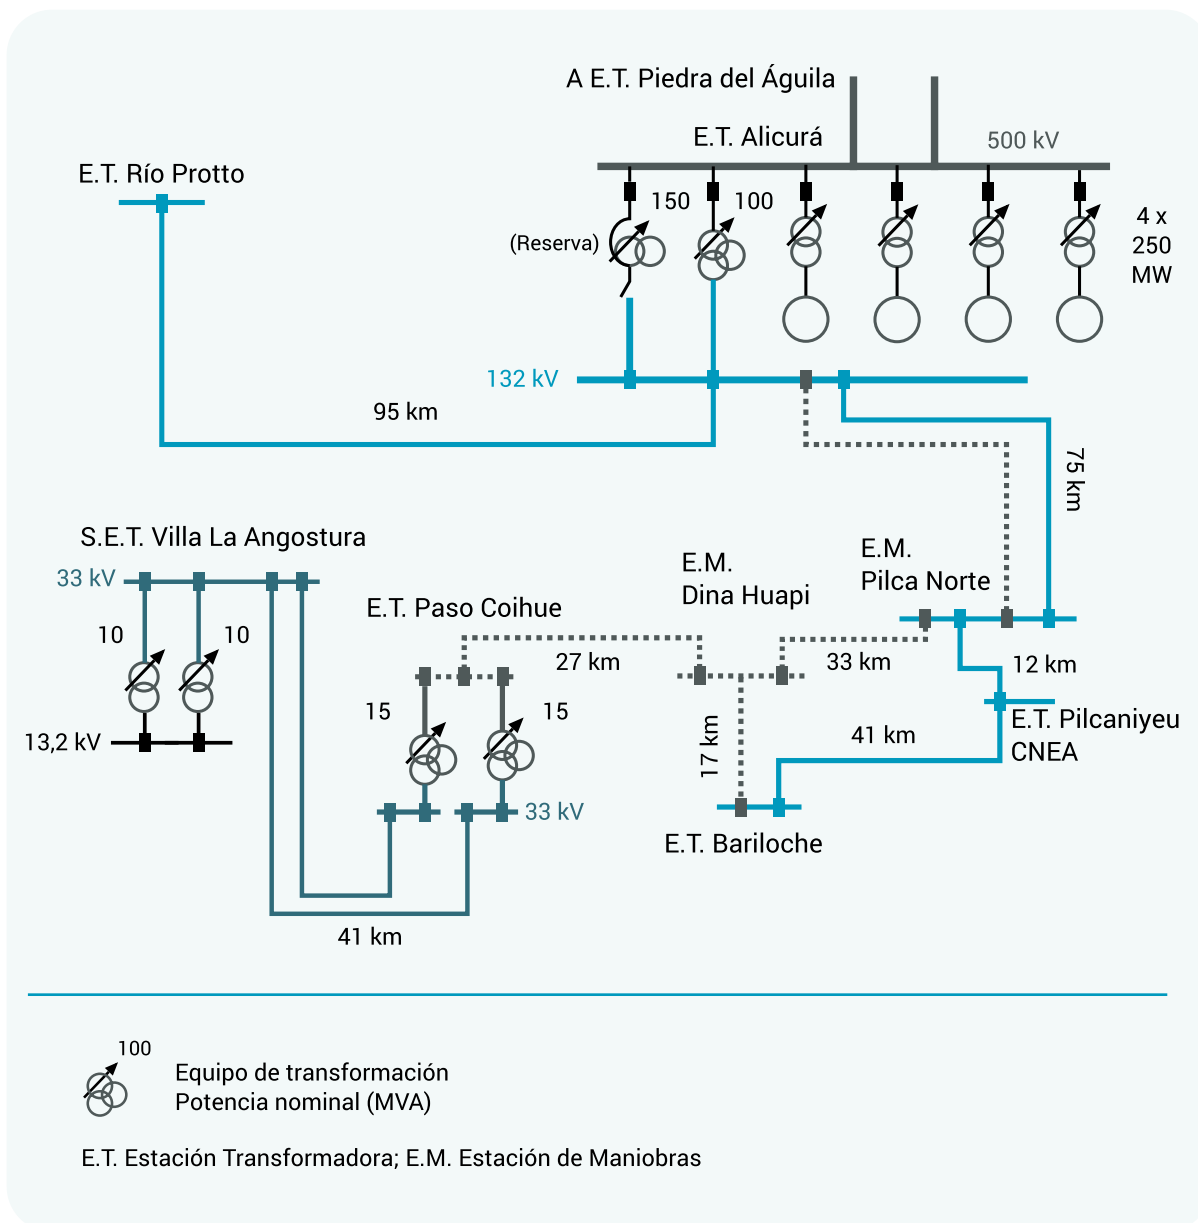 A E.T. Piedra del Águila
E.T. Alicurá
500 kV
E.T. Río Protto
150
100
(Reserva)
4 x
250
MW
132 kV
95 km
75 km
S.E.T. Villa La Angostura
33 kV
E.M.
Dina Huapi
E.M.
Pilca Norte
E.T. Paso Coihue
10
10
27 km
33 km
12 km
15
15
13,2 kV
17 km
41 km
E.T. Pilcaniyeu
CNEA
33 kV
E.T. Bariloche
41 km
100
Equipo de transformación
Potencia nominal (MVA)
E.T. Estación Transformadora; E.M. Estación de Maniobras